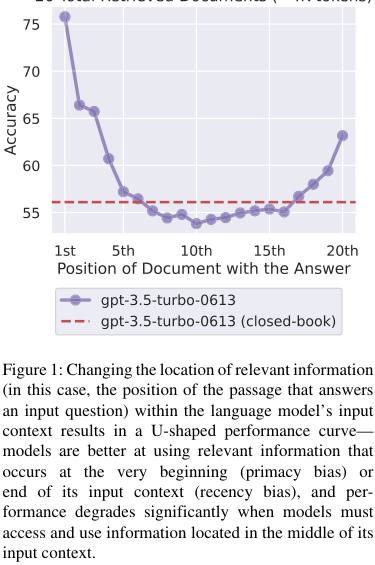 20 Total Retrieved Documents (
tokens)
75
70
65
60
55
Accuracy
1st 5th 10th 15th 20th
Position of Document with the Answer
gpt-3.5-turbo-0613
gpt-3.5-turbo-0613 (closed-book)
Figure 1: Changing the location of relevant information
(in this case, the position of the passage that answers
an input question) within the language model’s input
context results in a U-shaped performance curve—
models are better at using relevant information that
occurs at the very beginning (primacy bias) or
end of its input context (recency bias), and per-
formance degrades significantly when models must
access and use information located in the middle of its
input context.